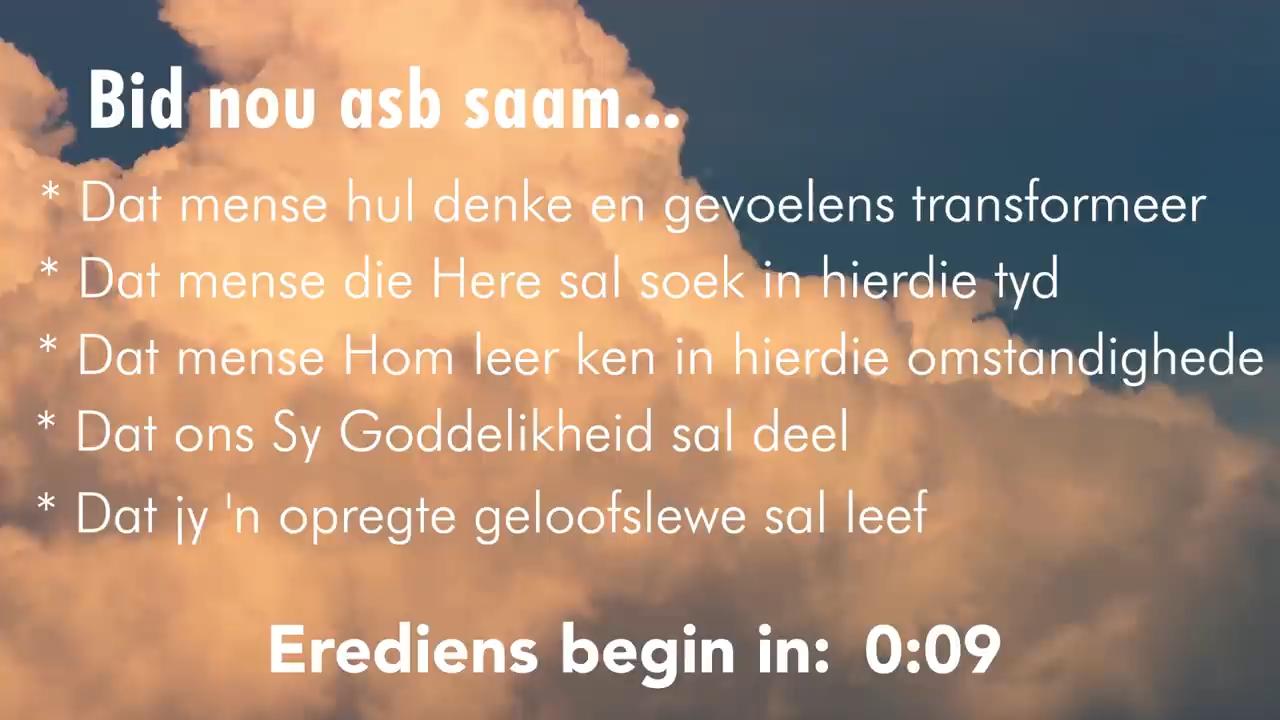 Bid nou asb saam...
* Dat mense hul denke en gevoelens transformeer
* Dat mense die Here sal soek in hierdie tyd
* Dat mense Hom leer ken in hierdie omstandighede
* Dat ons Sy Goddelikheid sal deel
* Dat jy 'n opregte geloofslewe sal leef
Erediens begin in: 0:09